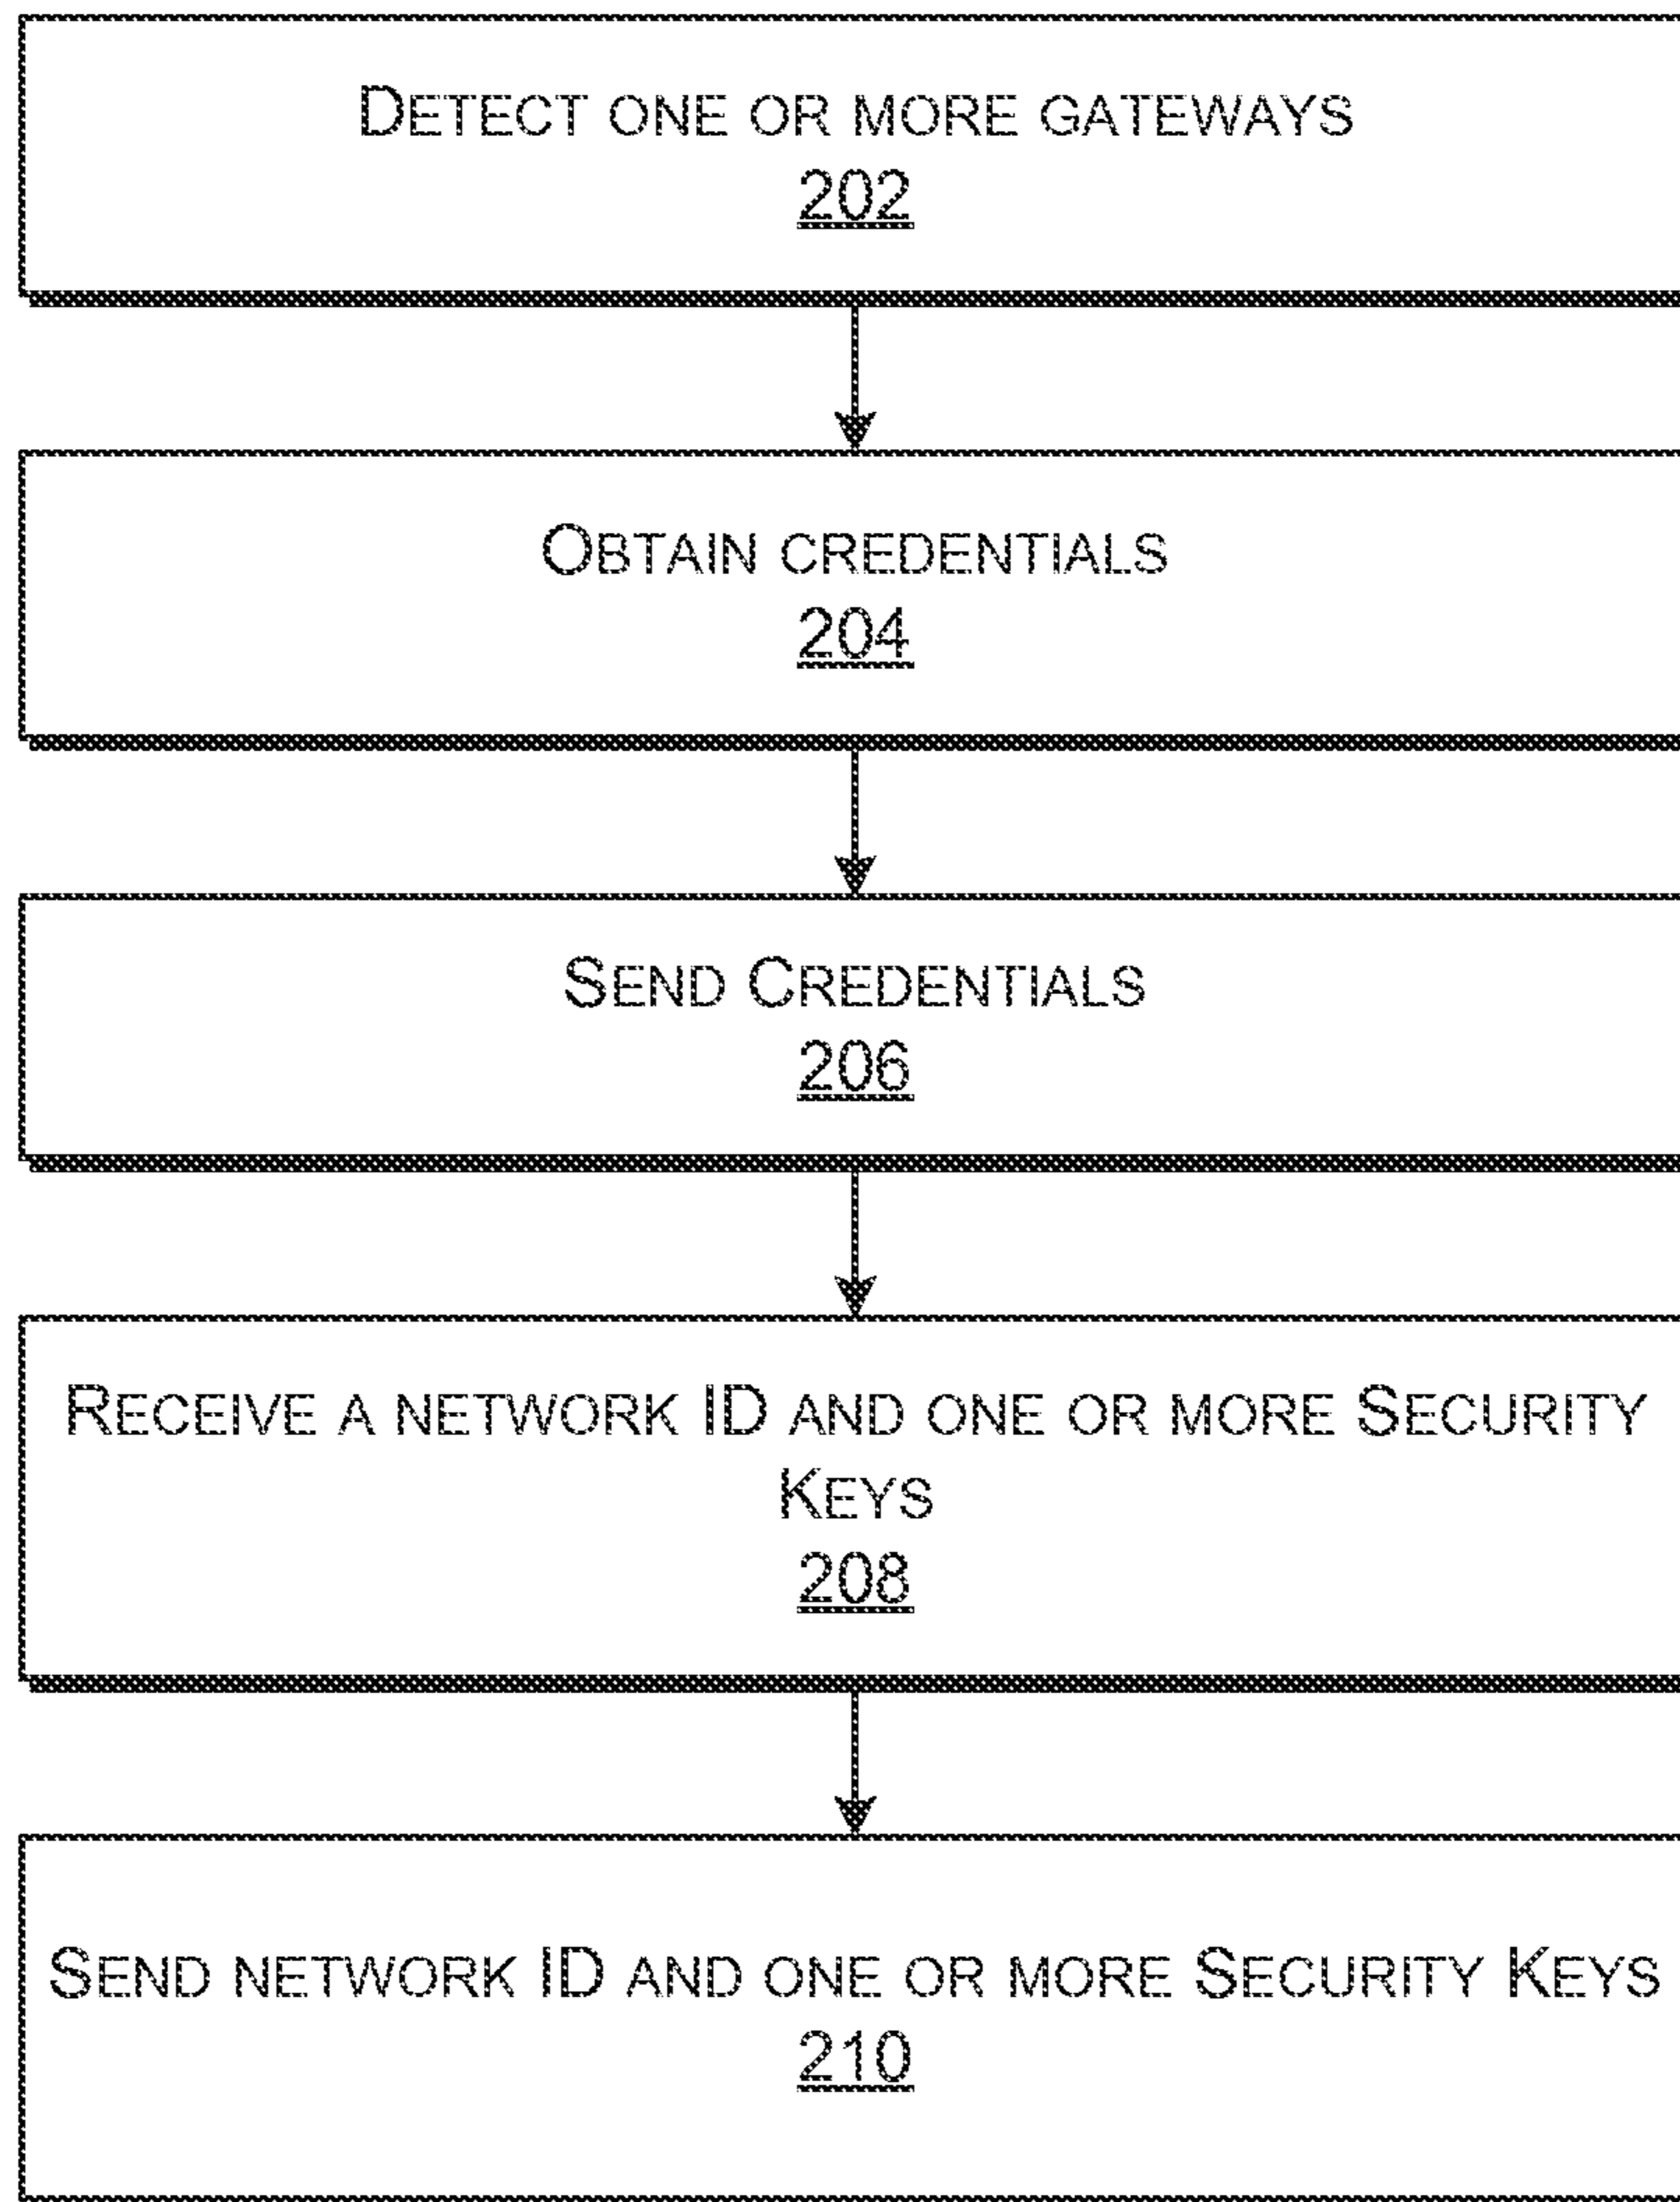 DETECT ONE OR MORE GATEWAYS
202
OBTAIN CREDENTIALS
204
SEND CREDENTIALS
206
RECEIVE A NETWORK ID AND ONE OR MORE SECURITY
KEYS
208
SEND NETWORK ID AND ONE OR MORE SECURITY KEYS
210